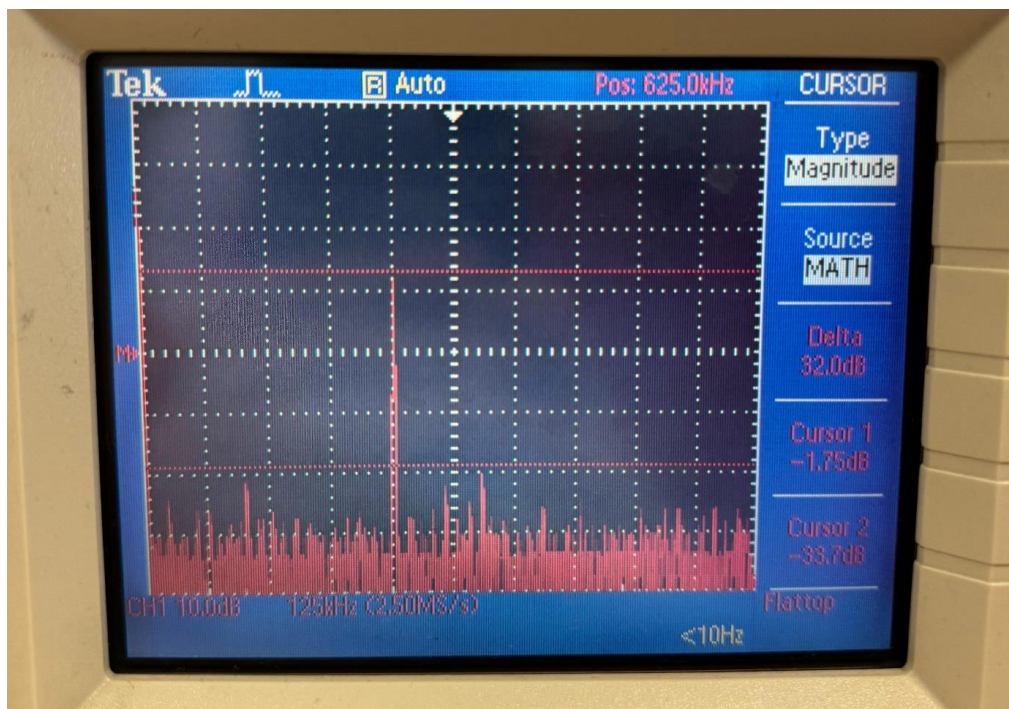 Tek R Auto Pos: 625.0kHz CURSOR
Type
Magnitude
Source
MATH
M
Delta
32.0dB
Cursor 1
-1.75dB
Cursor 2
-33.7dB
CH1 10.0dB 125kHz (2.50MS/s) Flattop
<10Hz